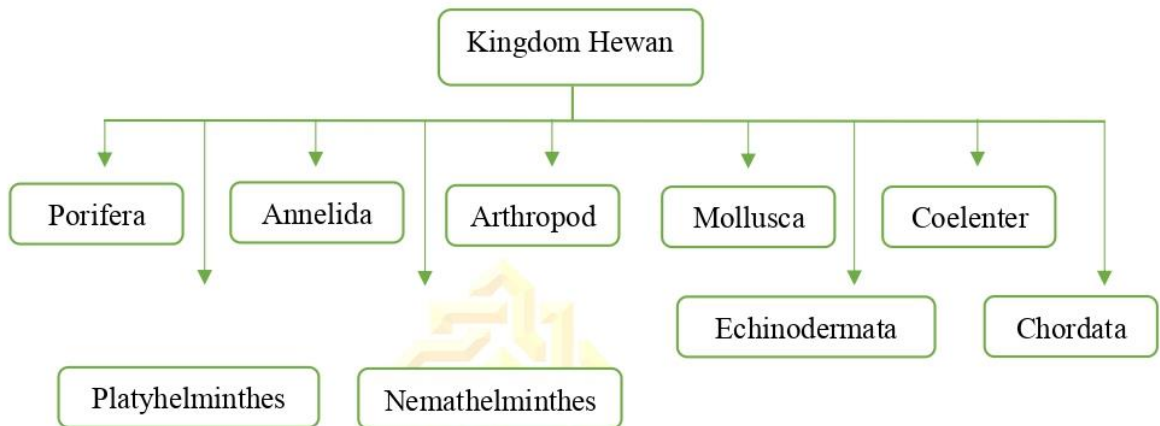 Kingdom Hewan
Porifera
Annelida
Arthropod
Mollusca
Coelenter
Echinodermata
Chordata
Platyhelminthes
Nemathelminthes